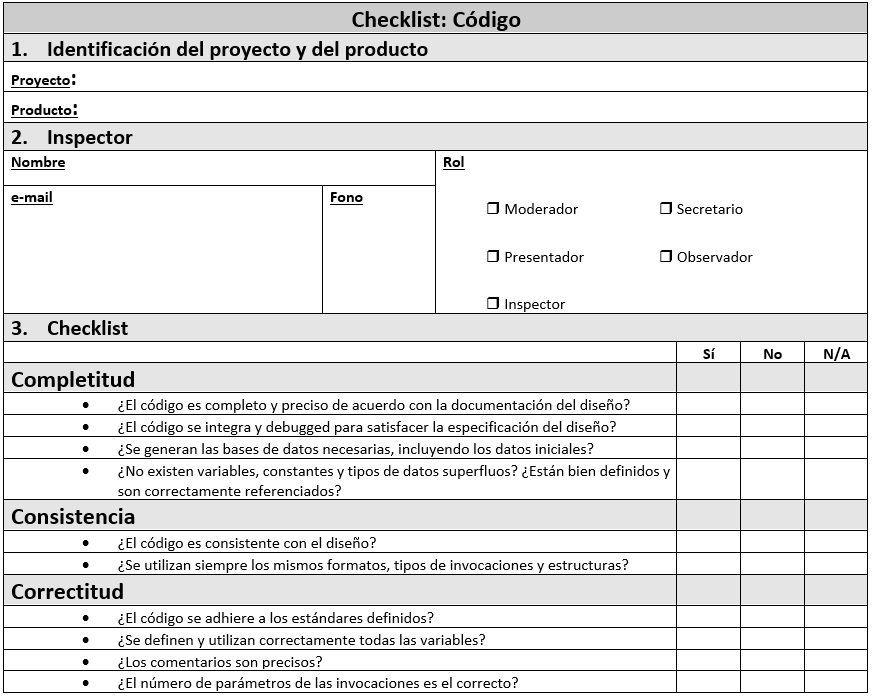 Checklist: Código
1. Identificación del proyecto y del producto
Proyecto:
Producto:
2. Inspector
Nombre
Rol
e-mail
Fono
❒ Moderador
❒ Secretario
❒ Presentador
❒ Observador
❒ Inspector
3. Checklist
Sí No N/A
Completitud
• ¿El código es completo y preciso de acuerdo con la documentación del diseño?
• ¿El código se integra y debugged para satisfacer la especificación del diseño?
• ¿Se generan las bases de datos necesarias, incluyendo los datos iniciales?
• ¿No existen variables, constantes y tipos de datos superfluos? ¿Están bien definidos y
son correctamente referenciados?
Consistencia
• ¿El código es consistente con el diseño?
• ¿Se utilizan siempre los mismos formatos, tipos de invocaciones y estructuras?
Correctitud
• ¿El código se adhiere a los estándares definidos?
• ¿Se definen y utilizan correctamente todas las variables?
• ¿Los comentarios son precisos?
• ¿El número de parámetros de las invocaciones es el correcto?